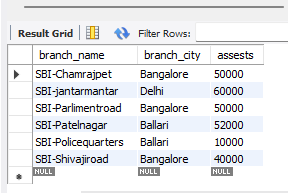 Result Grid Filter Rows:
branch_name branch_city assests
SBI-Chamrajpet Bangalore 50000
SBI-jantarmantar Delhi 60000
SBI-Parlimentroad Bangalore 50000
SBI-Patelnagar Ballari 52000
SBI-Policequarters Ballari 10000
SBI-Shivajiroad Bangalore 40000
NULL NULL NULL